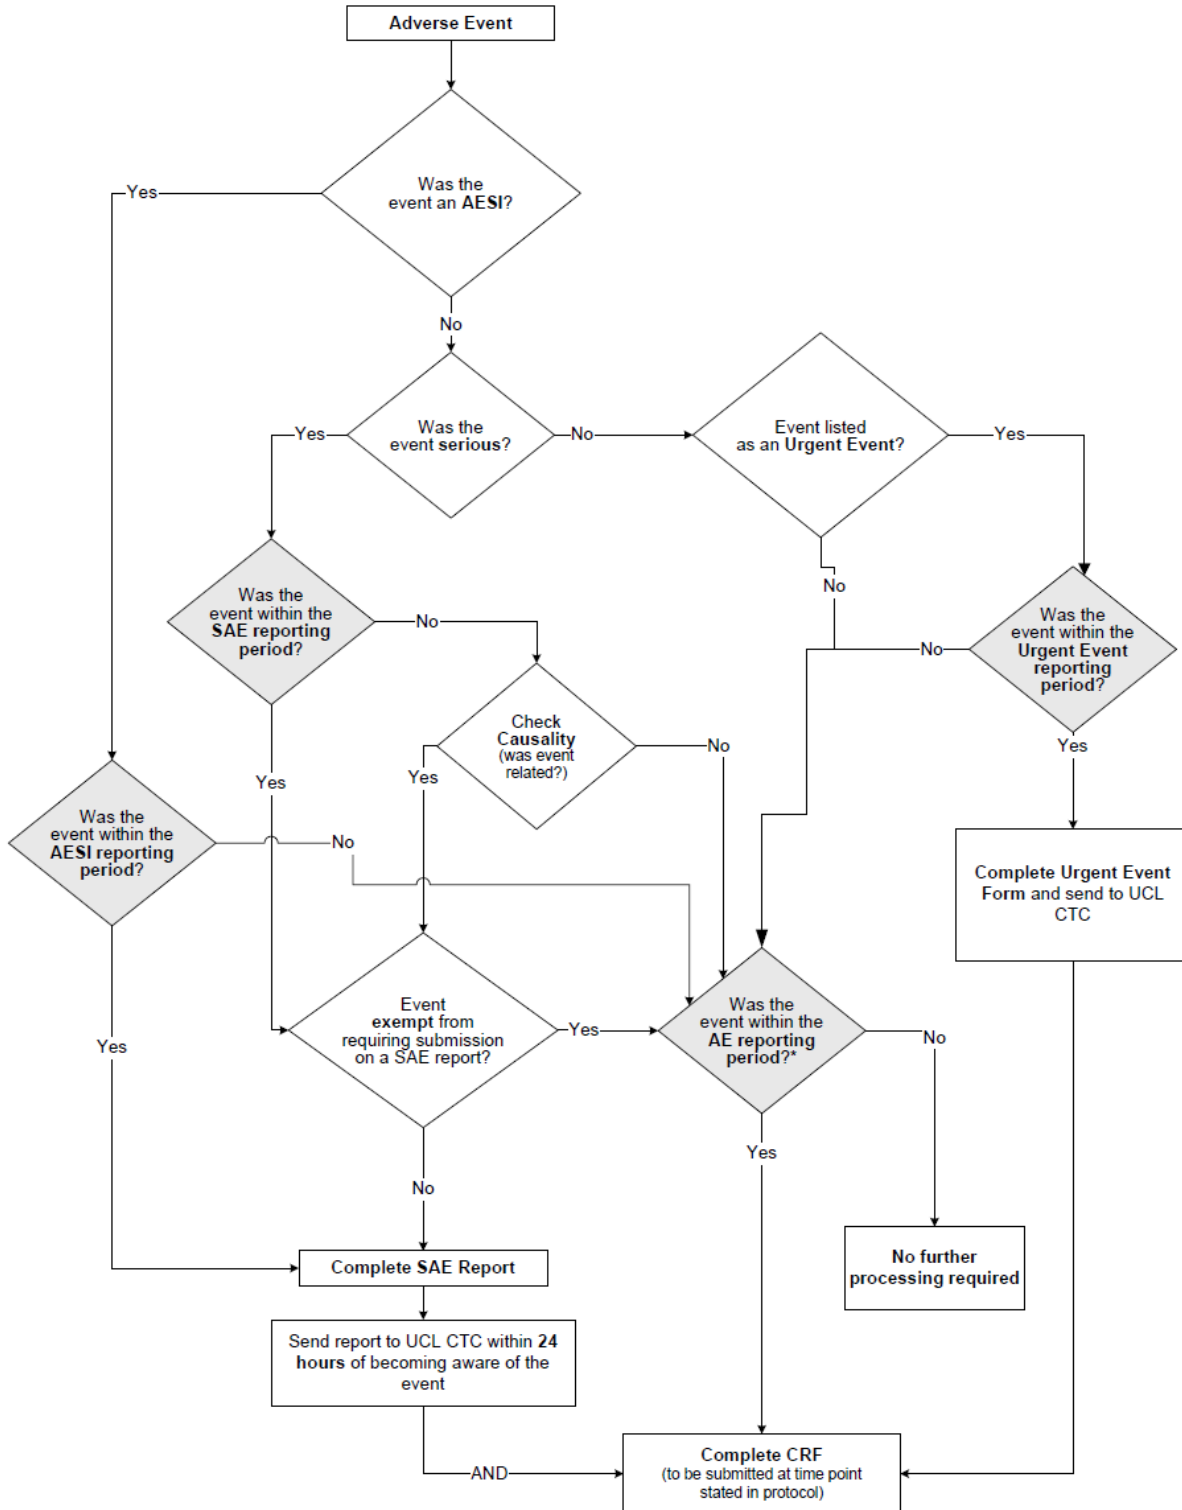 Adverse Event
Was the
event an AESI?
Yes
No
Was the
event serious?
Yes
No
Event listed
as an Urgent Event?
Yes
No
Was the
event within the
SAE reporting
period?
No
Yes
Was the
event within the
Urgent Event
reporting
period?
No
Yes
Check
Causality
(was event
related?)
No
Yes
Was the
event within the
AESI reporting
period?
No
Yes
Complete Urgent Event
Form and send to UCL
CTC
Event
exempt from
requiring submission
on a SAE report?
Yes
No
Was the
event within the
AE reporting
period?*
No
Yes
No further
processing required
Complete SAE Report
Send report to UCL CTC within 24
hours of becoming aware of the
event
AND
Complete CRF
(to be submitted at time point
stated in protocol)